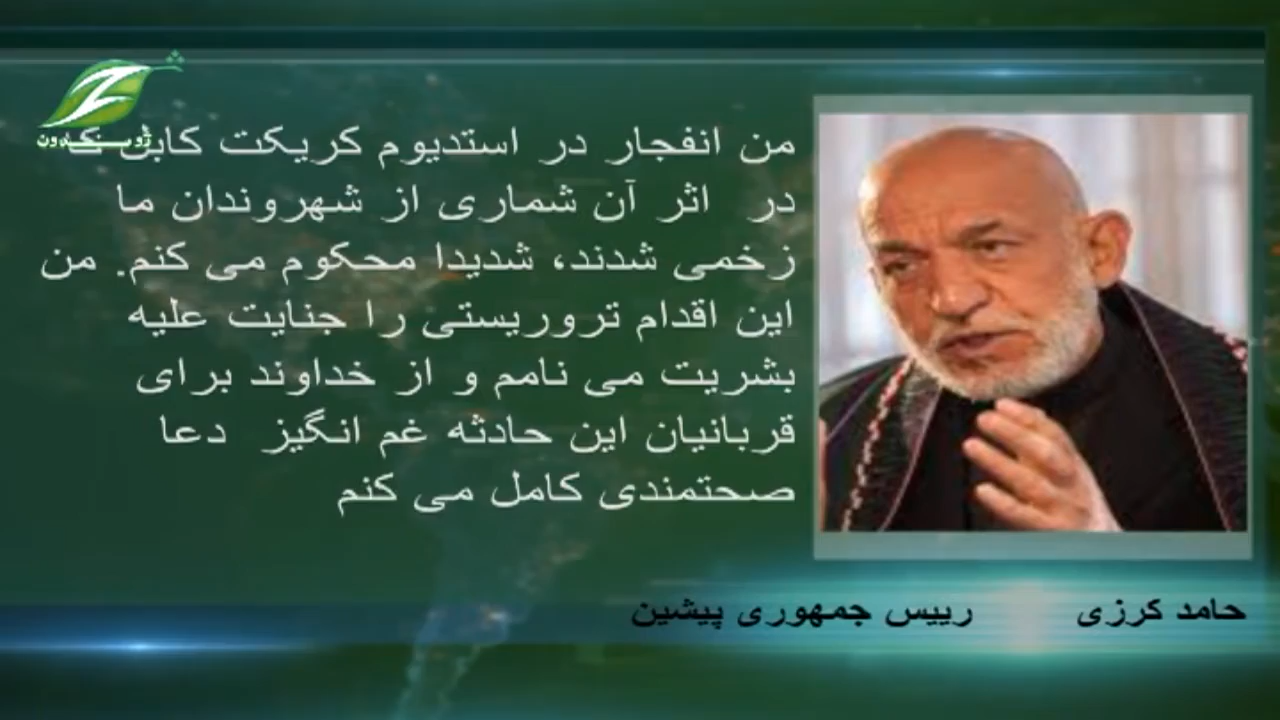 ژوندون
من انفجار در استدیوم کریکت کابل که
در اثر آن شماری از شهروندان ما
زخمی شدند، شدیدا محکوم می کنم. من
این اقدام تروریستی را جنایت علیه
بشریت می نامم و از خداوند برای
قربانیان این حادثه غم انگیز دعا
صحتمندی کامل می کنم
حامد کرزی رییس جمهوری پیشین